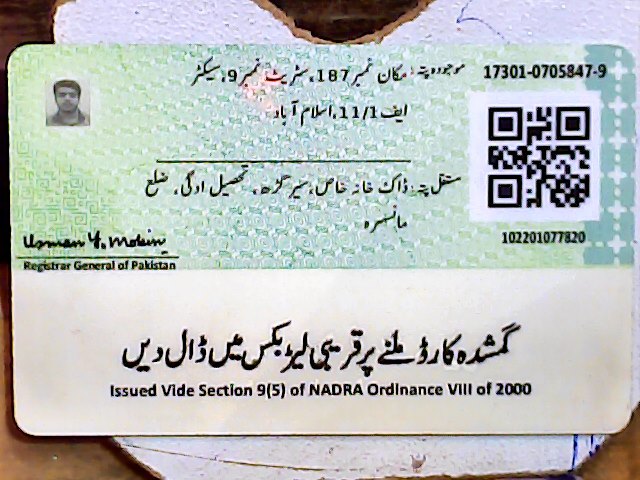 موجودہ پتہ: مکان نمبر 187، سٹریٹ نمبر 9، سیکٹر
ایف 11/1، اسلام آباد
17301-0705847-9
مستقل پتہ: ڈاک خانہ خاص، شیر گڑھ، تحصیل اوگی، ضلع
مانسہرہ
102201077820
Usman Y. Mobin
Registrar General of Pakistan
گمشدہ کارڈ ملنے پر قریبی لیٹر بکس میں ڈال دیں
Issued Vide Section 9(5) of NADRA Ordinance VIII of 2000